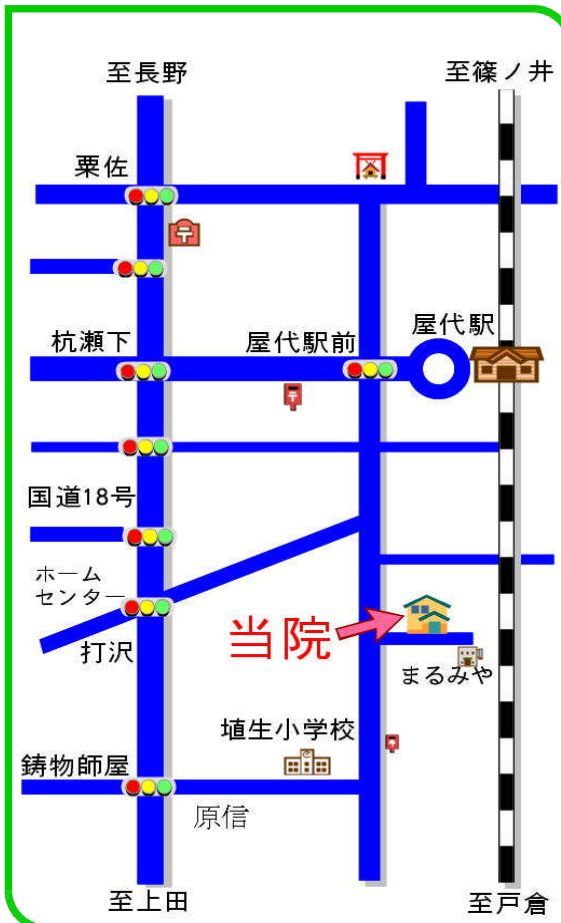 至長野
至篠ノ井
粟佐
屋代駅
杭瀬下
屋代駅前
国道18号
ホーム
センター
打沢
当院
まるみや
埴生小学校
鋳物師屋
原信
至上田
至戸倉